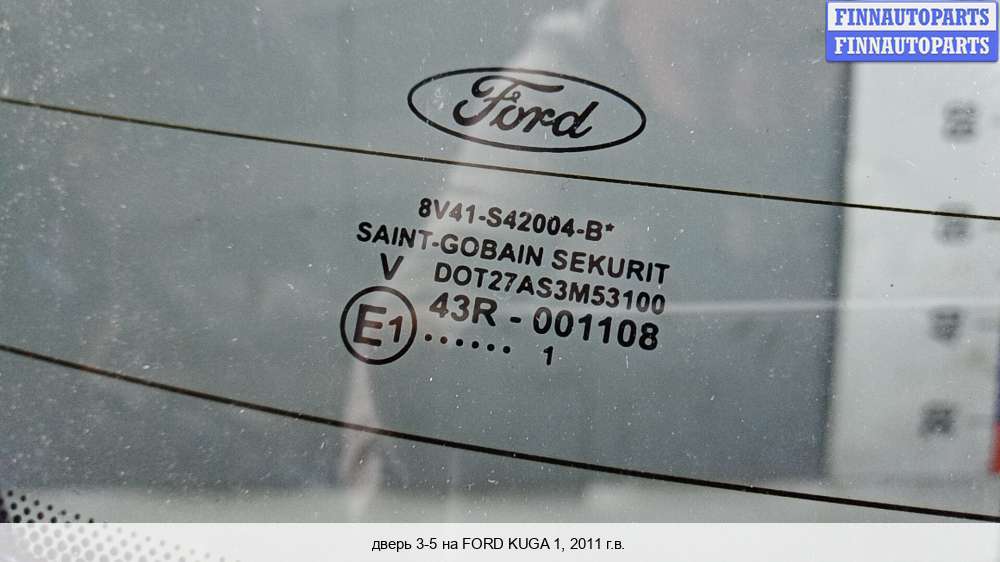 FINNAUTOPARTS
FINNAUTOPARTS
Ford
8V41-S42004-B*
SAINT-GOBAIN SEKURIT
V DOT27AS3M53100
E1 43R - 001108
...... 1
дверь 3-5 на FORD KUGA 1, 2011 г.в.